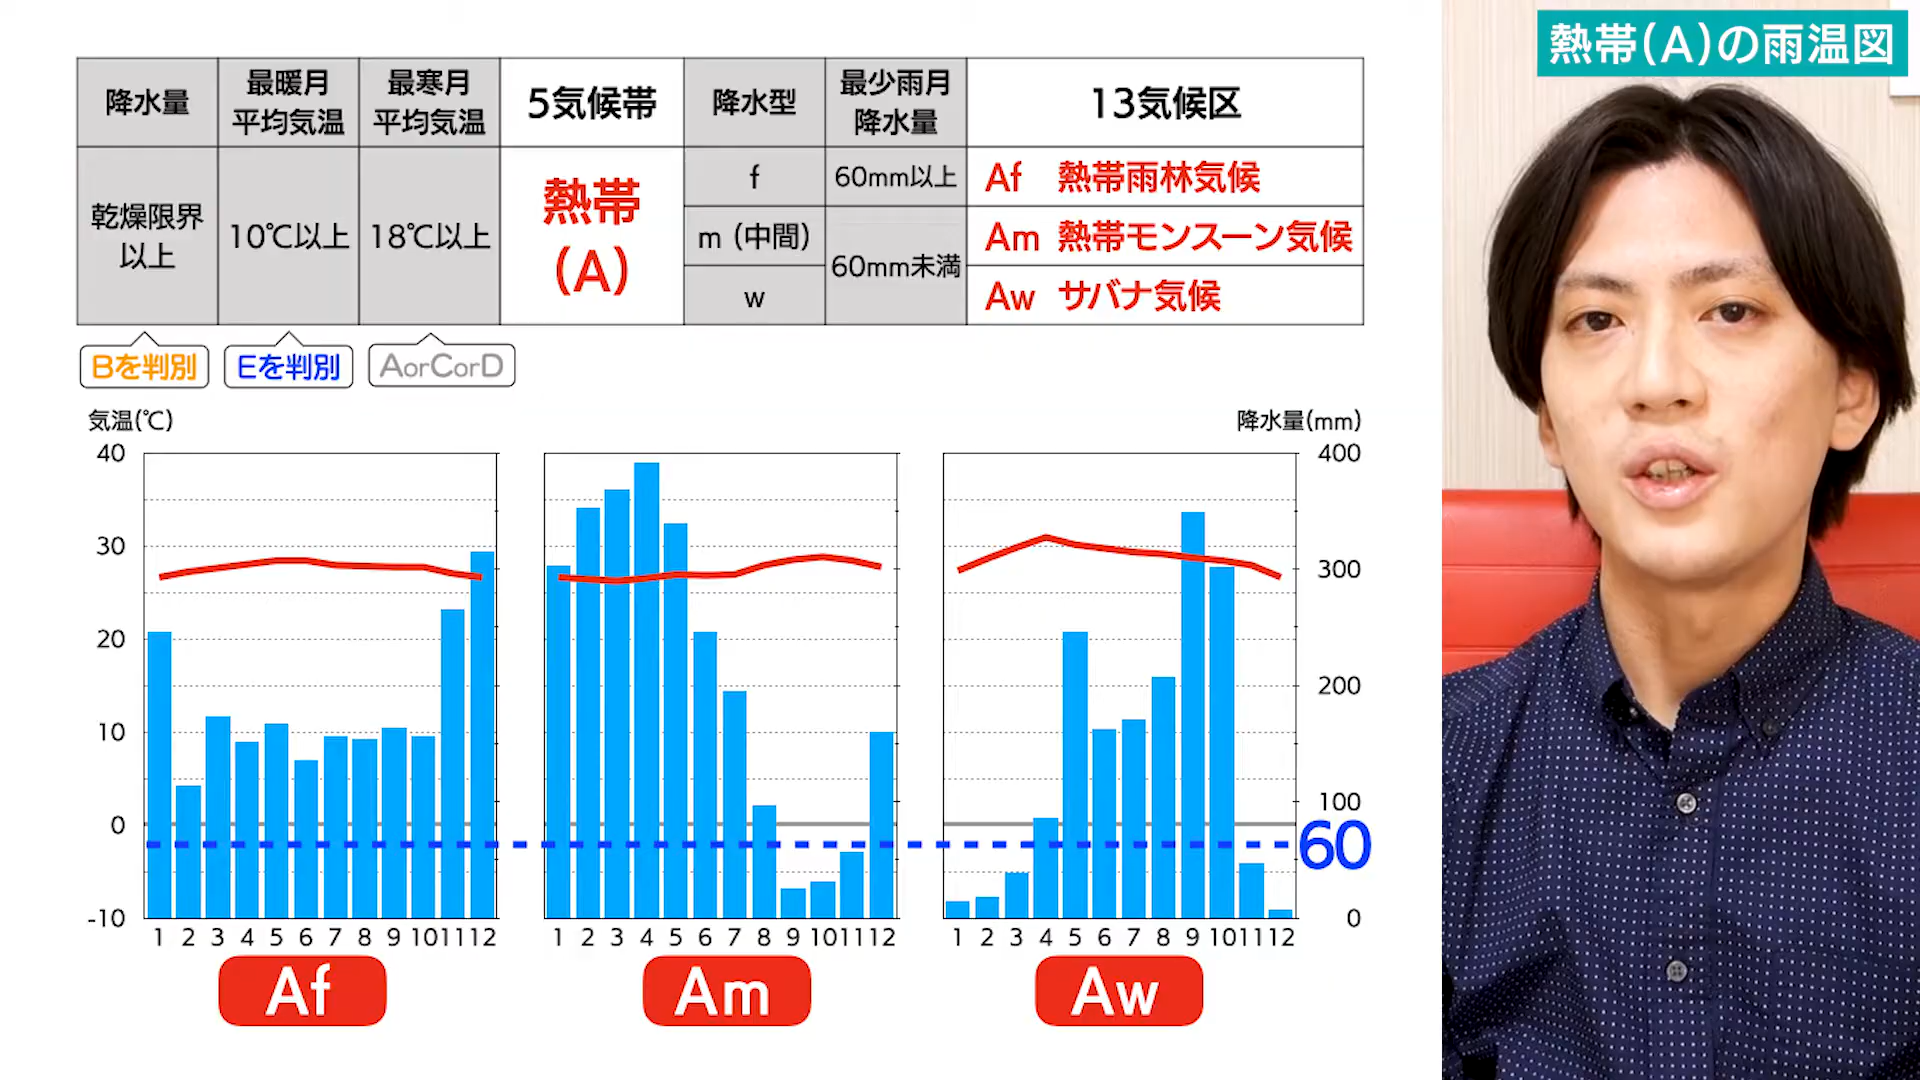 熱帯(A)の雨温図
降水量 最暖月平均気温 最寒月平均気温 5気候帯 降水型 最少雨月降水量 13気候区
乾燥限界以上 10℃以上 18℃以上 熱帯(A) f 60mm以上 Af 熱帯雨林気候
m (中間) 60mm未満 Am 熱帯モンスーン気候
w Aw サバナ気候
Bを判別 Eを判別 AorCorD
気温(℃) 降水量(mm)
40 400
30 300
20 200
10 100
0 60
-10 0
1 2 3 4 5 6 7 8 9 10 11 12 1 2 3 4 5 6 7 8 9 10 11 12 1 2 3 4 5 6 7 8 9 10 11 12
Af Am Aw